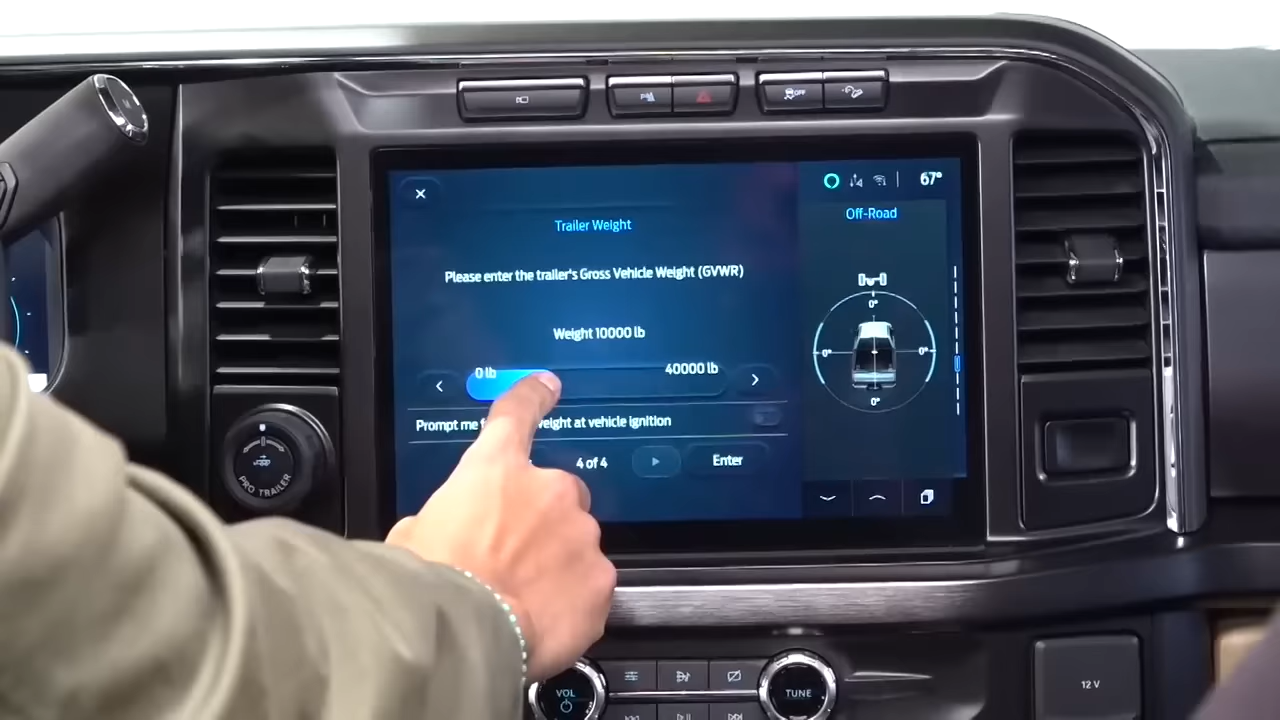 OFF
67°
Off-Road
Trailer Weight
Please enter the trailer's Gross Vehicle Weight (GVWR)
0°
Weight 10000 lb
0°
0°
0 lb
40000 lb
0°
Prompt me
weight at vehicle ignition
4 of 4
Enter
PRO TRAILER
VOL
TUNE
12 V